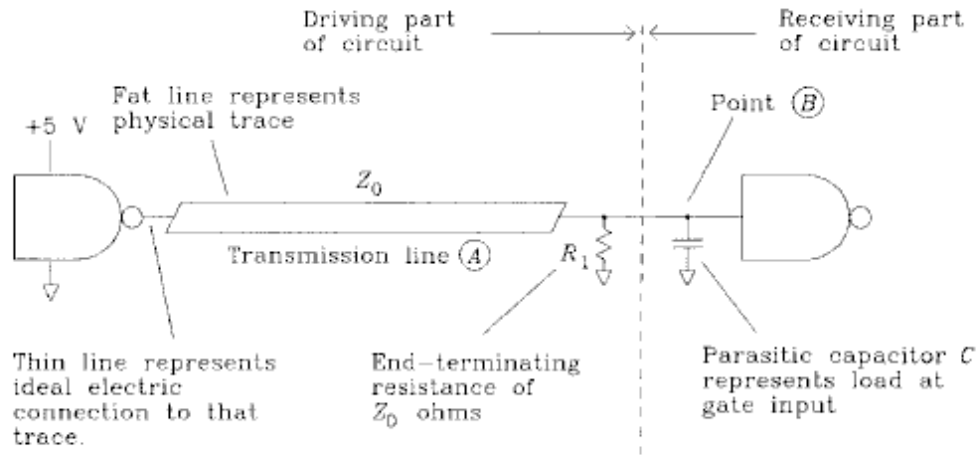 Driving part
of circuit
Receiving part
of circuit
Fat line represents
physical trace
Point Ⓑ
+5 V
Z₀
Transmission line Ⓐ
R₁
Thin line represents
ideal electric
connection to that
trace.
End-terminating
resistance of
Z₀ ohms
Parasitic capacitor C
represents load at
gate input